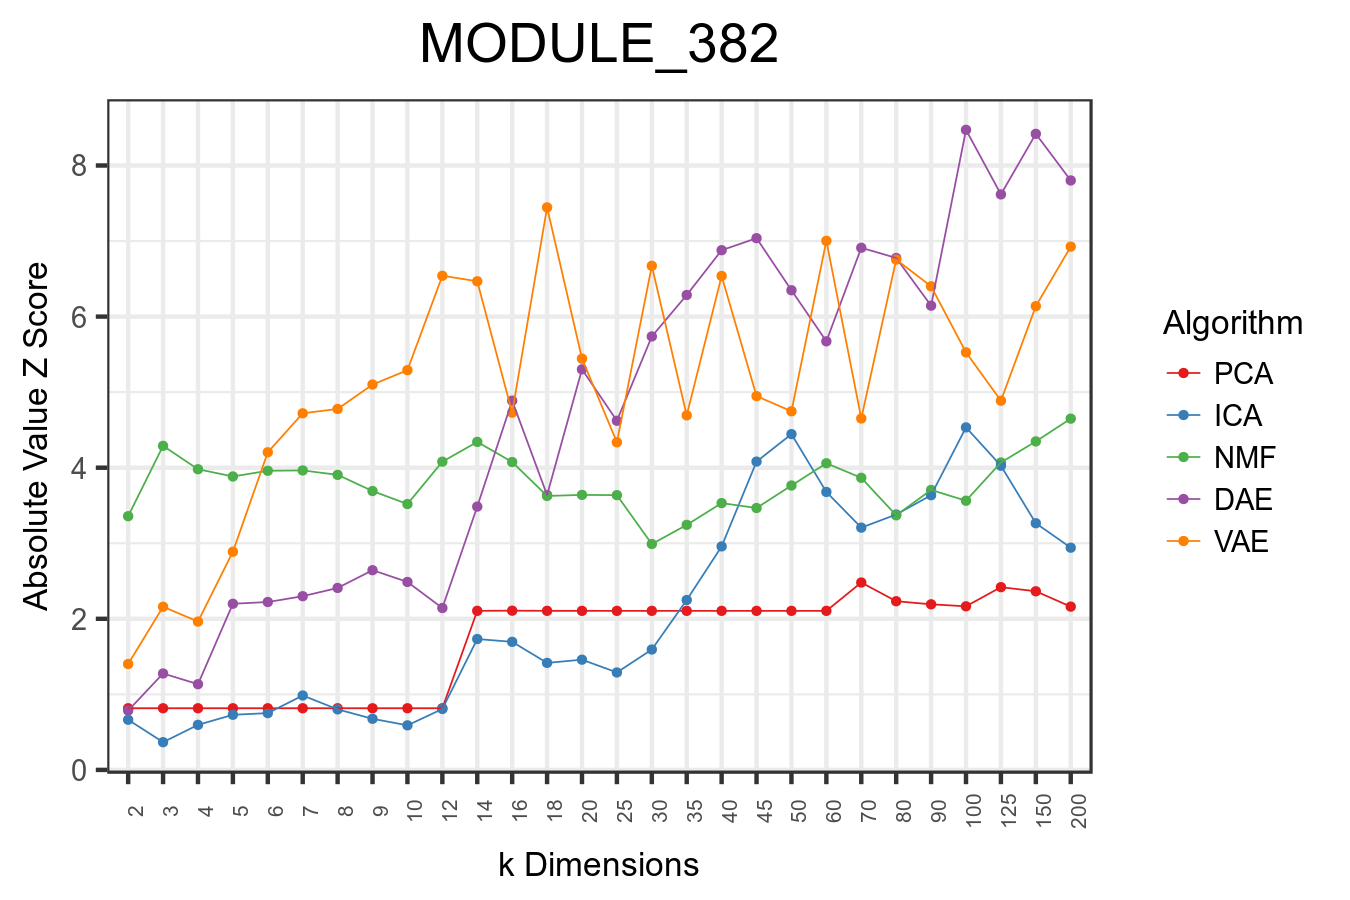 MODULE_382
Absolute Value Z Score
8
6
4
2
0
2 3 4 5 6 7 8 9 10 12 14 16 18 20 25 30 35 40 45 50 60 70 80 90 100 125 150 200
k Dimensions
Algorithm
PCA
ICA
NMF
DAE
VAE